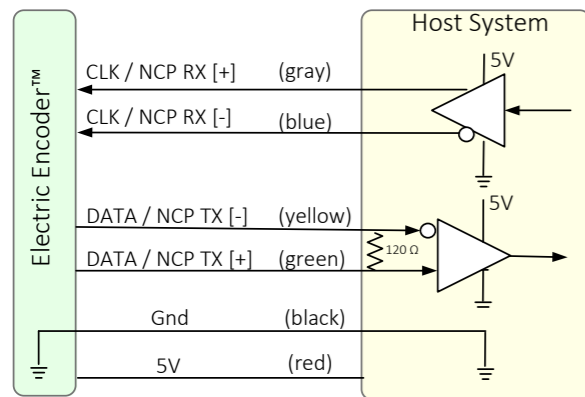 Host System
Electric Encoder™
5V
CLK / NCP RX [+] (gray)
CLK / NCP RX [-] (blue)
5V
DATA / NCP TX [-] (yellow)
120 Ω
DATA / NCP TX [+] (green)
Gnd (black)
5V (red)